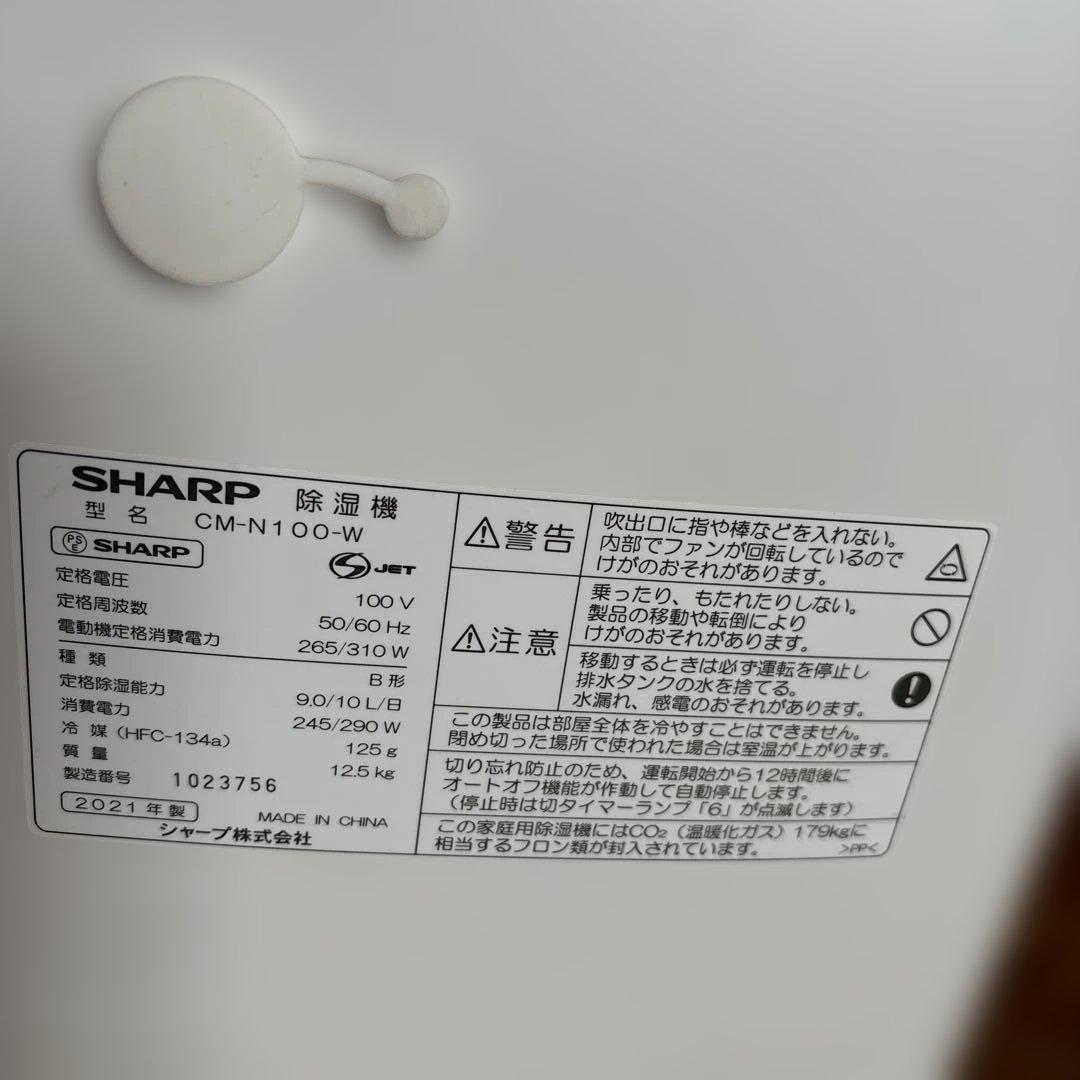 SHARP 除湿機
型名 CM-N100-W
PSE SHARP
JET
定格電圧 100 V
定格周波数 50/60 Hz
電動機定格消費電力 265/310 W
種類 B形
定格除湿能力 9.0/10 L/日
消費電力 245/290 W
冷媒 (HFC-134a) 125 g
質量 12.5 kg
製造番号 1023756
2021年製 MADE IN CHINA
シャープ株式会社
警告
吹出口に指や棒などを入れない。
内部でファンが回転しているので
けがのおそれがあります。
注意
乗ったり、もたれたりしない。
製品の移動や転倒により
けがのおそれがあります。
移動するときは必ず運転を停止し
排水タンクの水を捨てる。
水漏れ、感電のおそれがあります。
この製品は部屋全体を冷やすことはできません。
閉め切った場所で使われた場合は室温が上がります。
切り忘れ防止のため、運転開始から12時間後に
オートオフ機能が作動して自動停止します。
(停止時は切タイマーランプ「6」が点滅します)
この家庭用除湿機にはCO₂(温暖化ガス)179kgに
相当するフロン類が封入されています。
>PP<